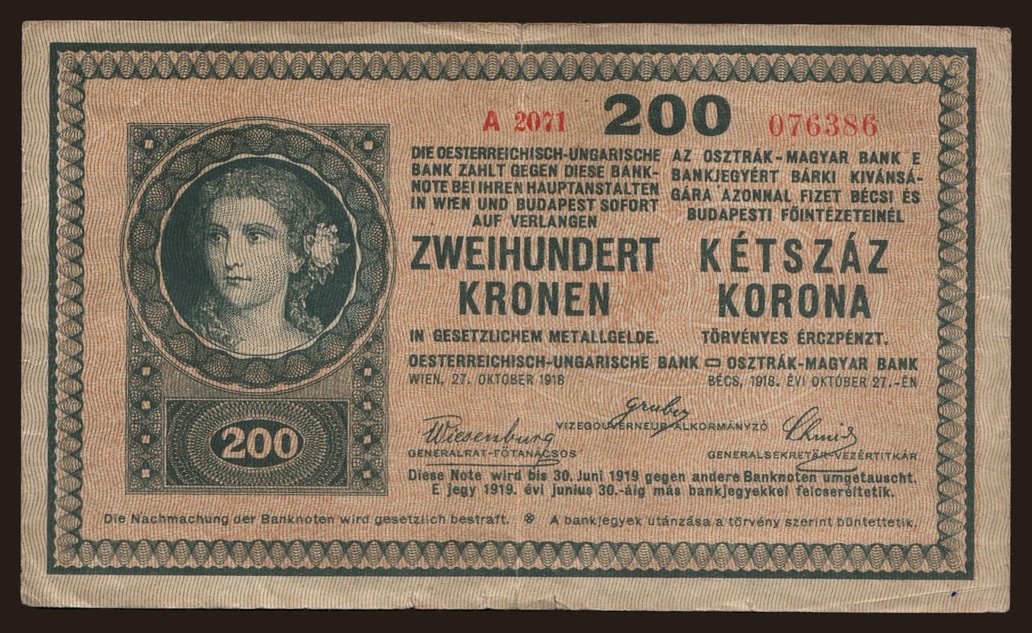 A 2071 200 076386
DIE OESTERREICHISCH-UNGARISCHE
BANK ZAHLT GEGEN DIESE BANK-
NOTE BEI IHREN HAUPTANSTALTEN
IN WIEN UND BUDAPEST SOFORT
AUF VERLANGEN
ZWEIHUNDERT
KRONEN
IN GESETZLICHEM METALLGELDE.
AZ OSZTRÁK-MAGYAR BANK E
BANKJEGYÉRT BÁRKI KIVÁNSÁ-
GÁRA AZONNAL FIZET BÉCSI ÉS
BUDAPESTI FŐINTÉZETEINÉL
KÉTSZÁZ
KORONA
TÖRVÉNYES ÉRCZPÉNZT.
OESTERREICHISCH-UNGARISCHE BANK OSZTRÁK-MAGYAR BANK
WIEN, 27. OKTOBER 1918 BÉCS, 1918. ÉVI OKTOBER 27.-ÉN
Gruber
VIZEGOUVERNEUR-ALKORMÁNYZÓ
Wiesenburg
GENERALRAT-FŐTANÁCSOS
Schmid
GENERALSEKRETÄR-VEZÉRTITKÁR
200
Diese Note wird bis 30. Juni 1919 gegen andere Banknoten umgetauscht.
E jegy 1919. évi junius 30.-áig más bankjegyekkel felcseréltetik.
Die Nachmachung der Banknoten wird gesetzlich bestraft. A bankjegyek utánzása a törvény szerint büntettetik.